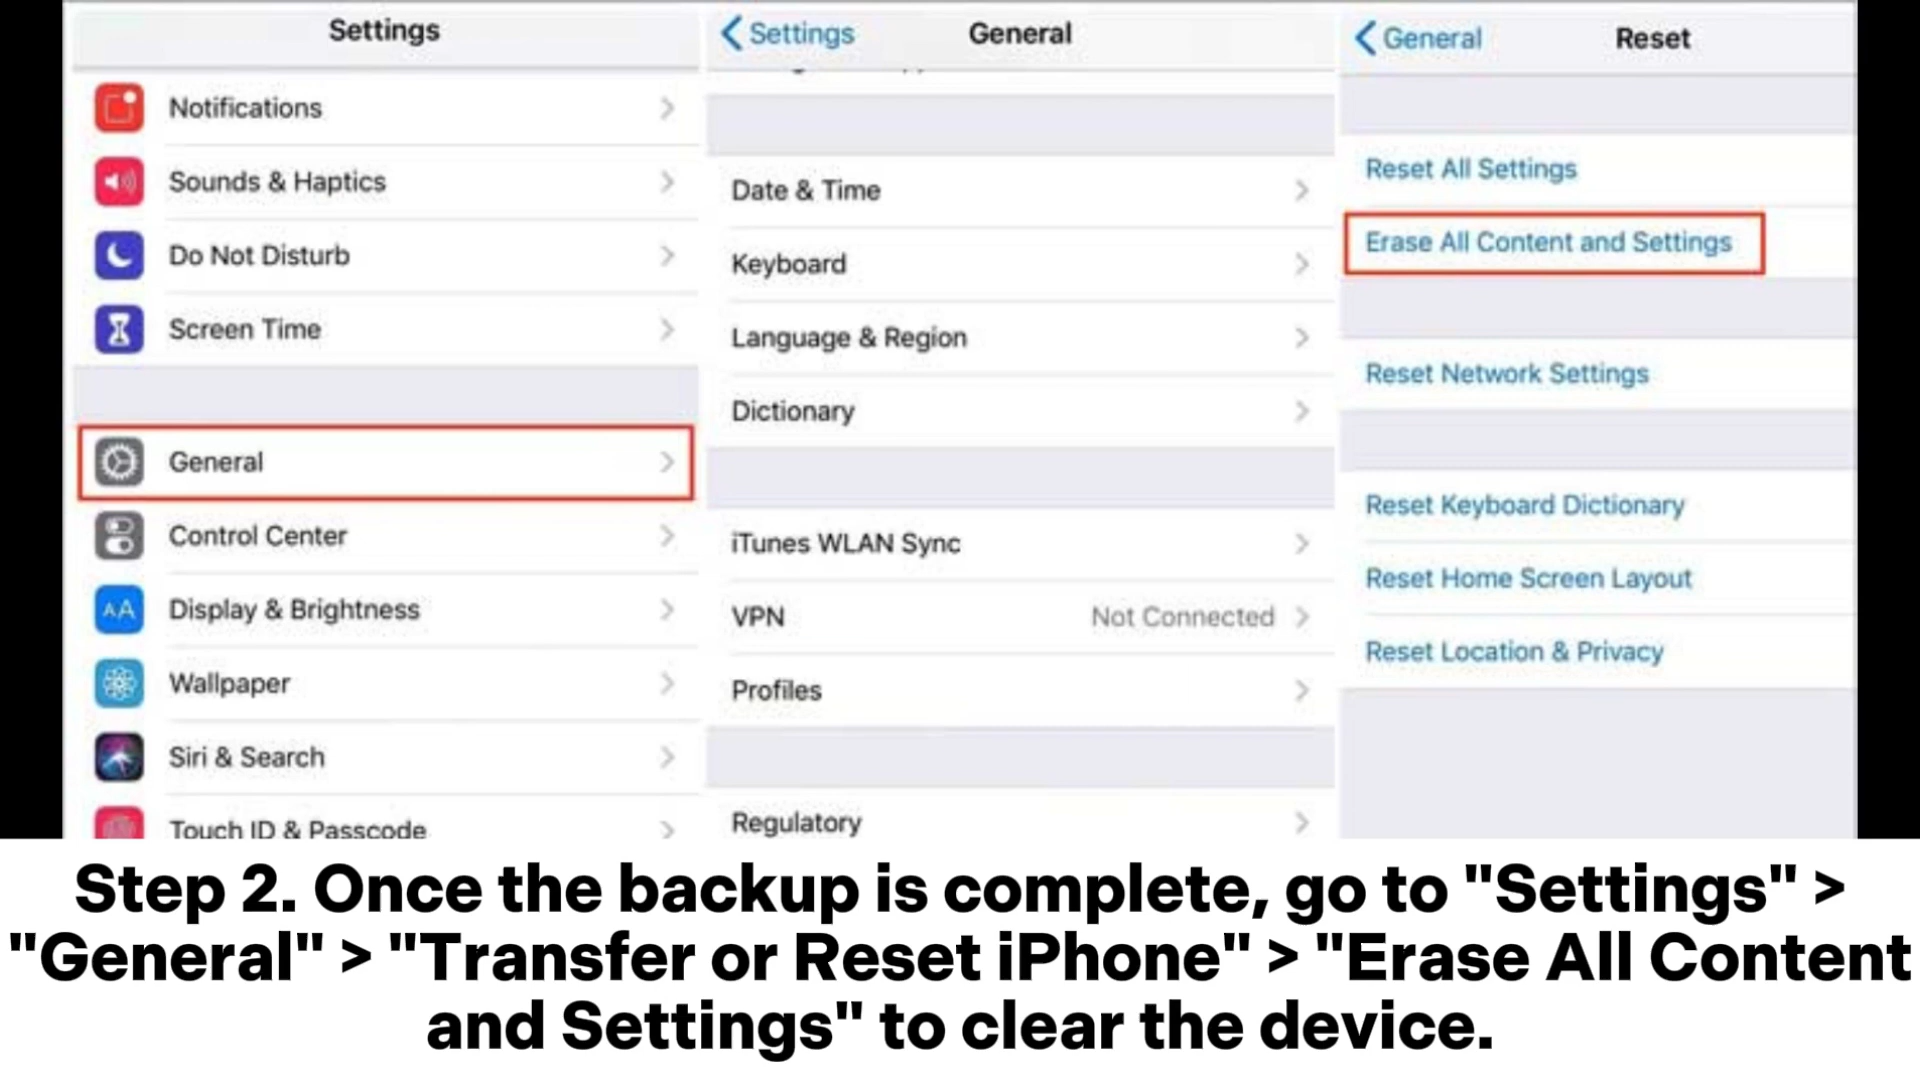 Settings
Notifications
Sounds & Haptics
Do Not Disturb
Screen Time
General
Control Center
Display & Brightness
Wallpaper
Siri & Search
Touch ID & Passcode
Settings
General
Date & Time
Keyboard
Language & Region
Dictionary
iTunes WLAN Sync
VPN Not Connected
Profiles
Regulatory
General
Reset
Reset All Settings
Erase All Content and Settings
Reset Network Settings
Reset Keyboard Dictionary
Reset Home Screen Layout
Reset Location & Privacy
Step 2. Once the backup is complete, go to "Settings" >
"General" > "Transfer or Reset iPhone" > "Erase All Content
and Settings" to clear the device.